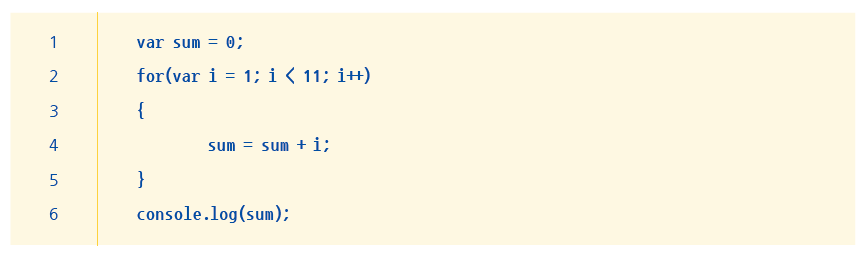 1 var sum = 0;
2 for(var i = 1; i < 11; i++)
3 {
4 sum = sum + i;
5 }
6 console.log(sum);